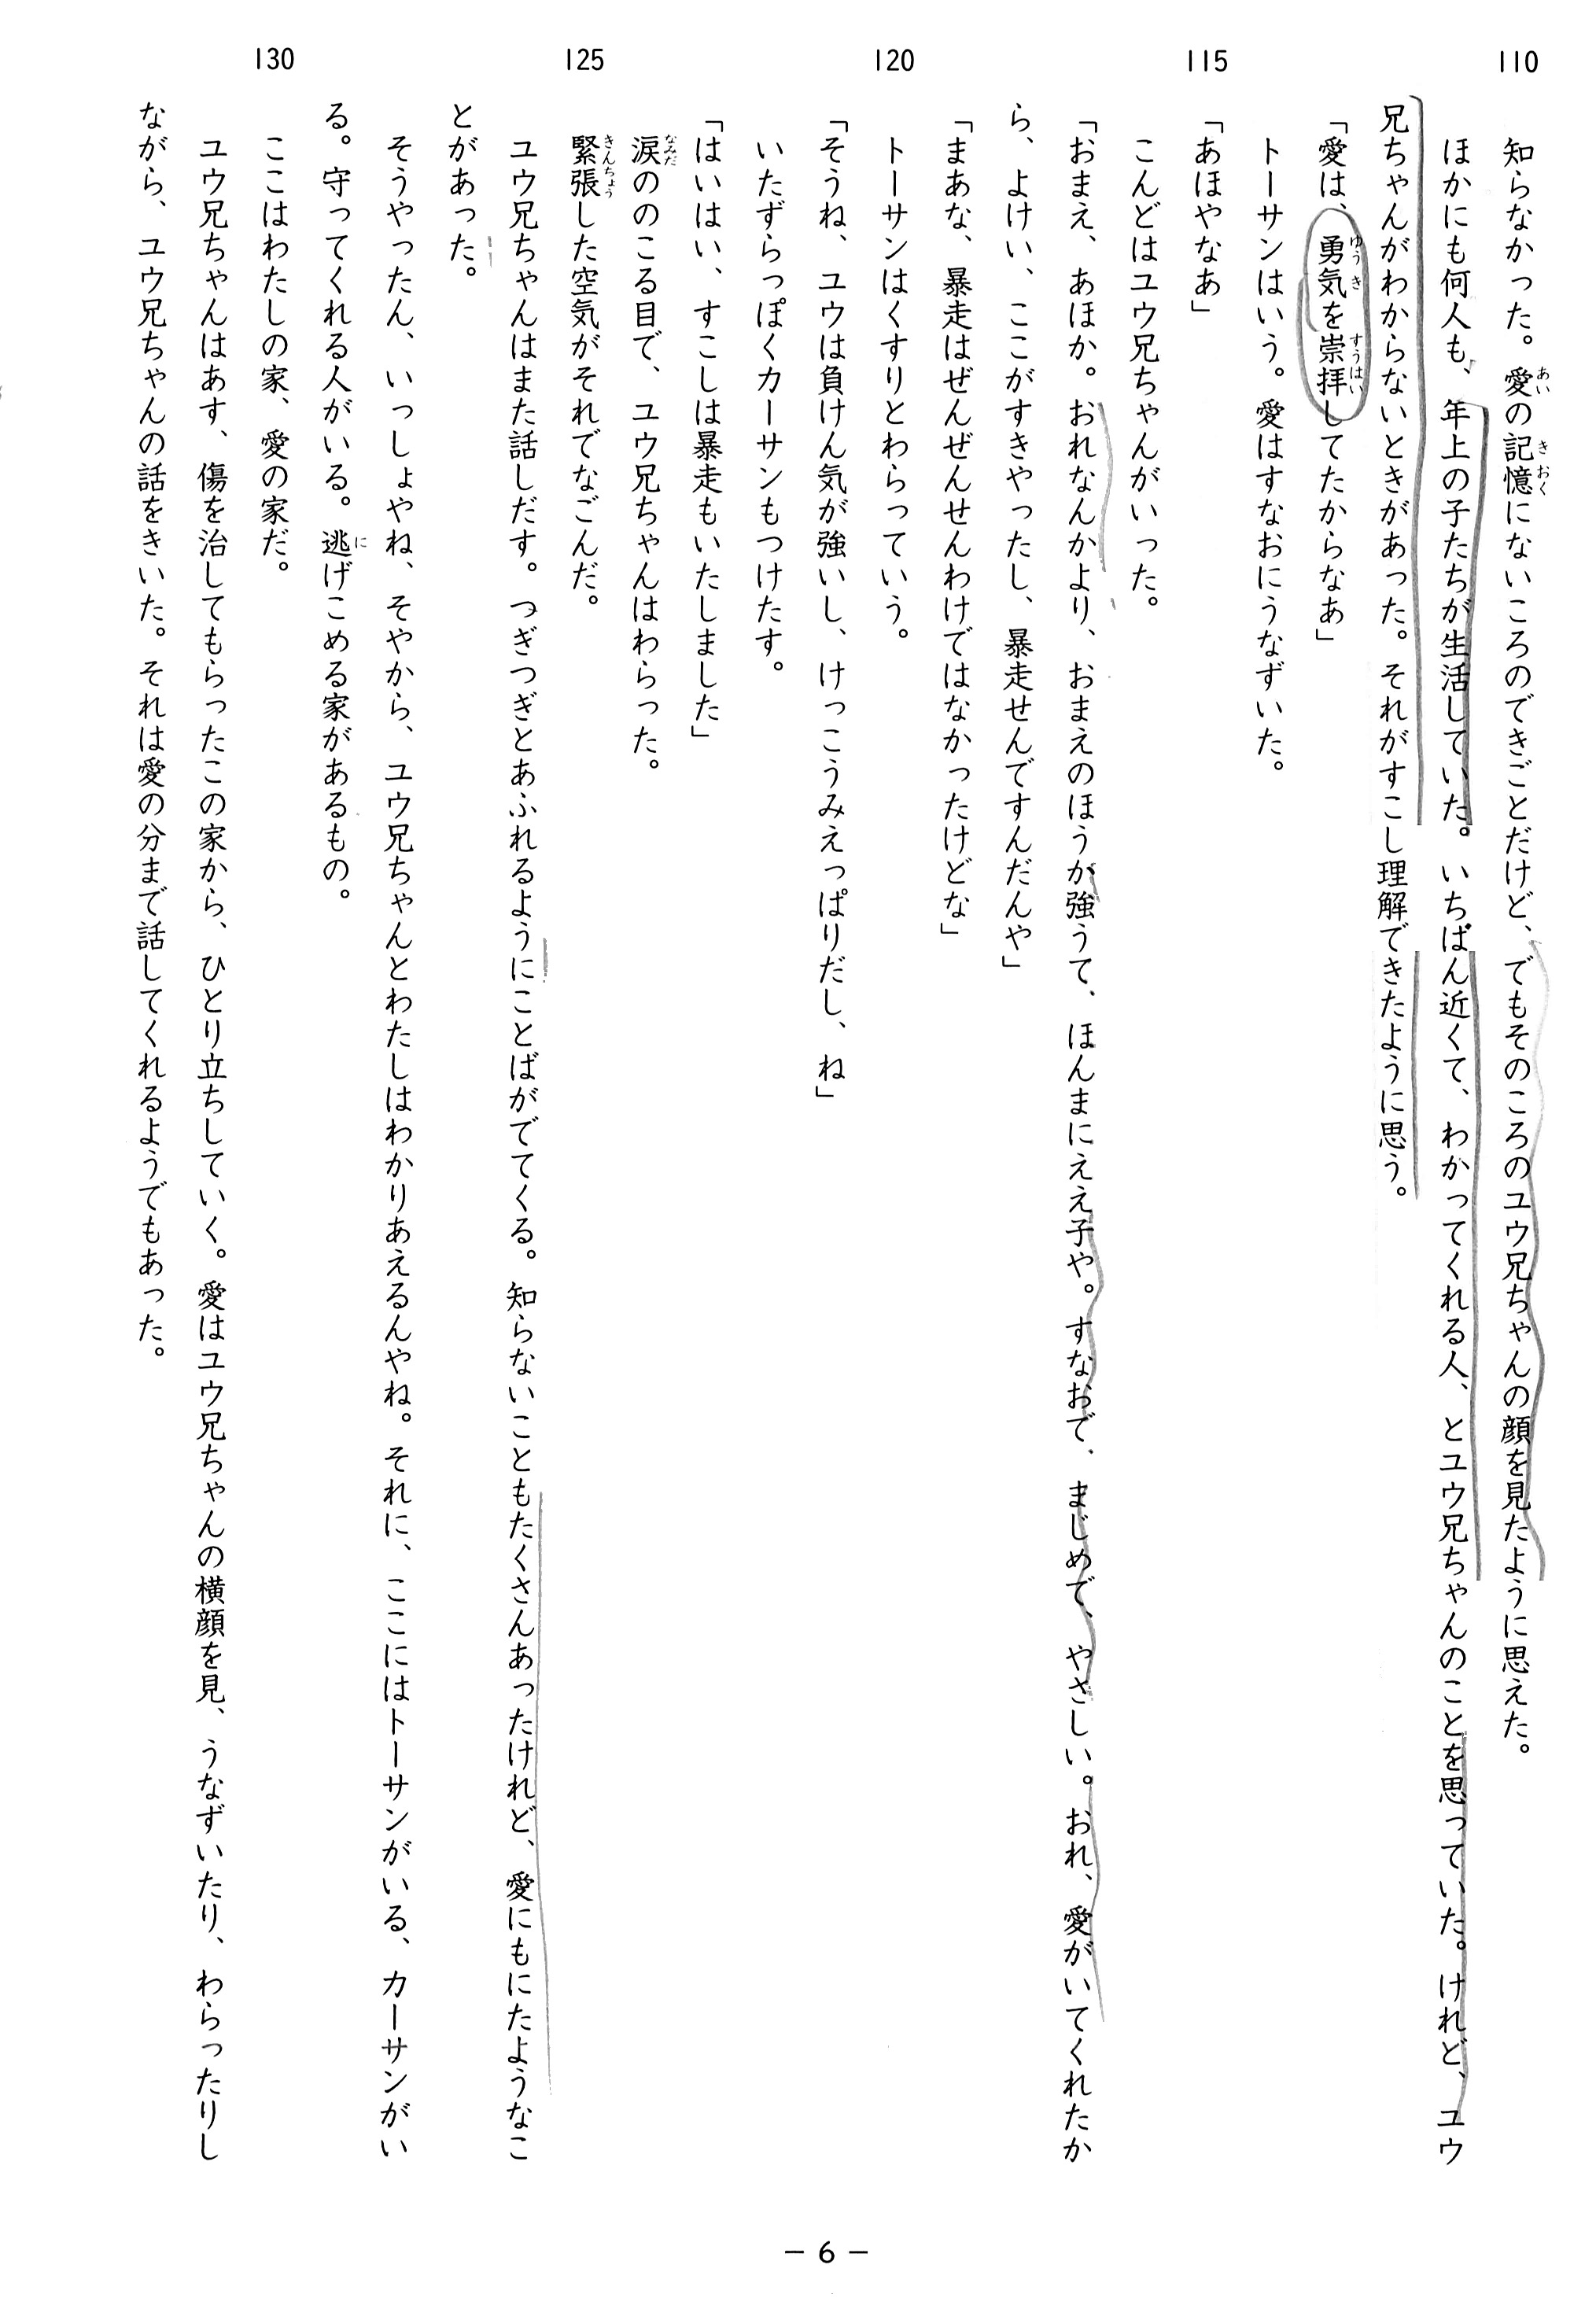 110
知らなかった。愛の記憶にないころのできごとだけど、でもそのころのユウ兄ちゃんの顔を見たように思えた。
ほかにも何人も、年上の子たちが生活していた。いちばん近くて、わかってくれる人、とユウ兄ちゃんのことを思っていた。けれど、ユウ
兄ちゃんがわからないときがあった。それがすこし理解できたように思う。
「愛は、勇気を崇拝してたからなあ」
トーサンはいう。愛はすなおにうなずいた。
115
「あほやなあ」
こんどはユウ兄ちゃんがいった。
「おまえ、あほか。おれなんかより、おまえのほうが強うて、ほんまにええ子や。すなおで、まじめで、やさしい。おれ、愛がいてくれたか
ら、よけい、ここがすきやったし、暴走せんですんだんや」
「まあな、暴走はぜんぜんせんわけではなかったけどな」
120
トーサンはくすりとわらっていう。
「そうね、ユウは負けん気が強いし、けっこうみえっぱりだし、ね」
いたずらっぽくカーサンもつけたす。
「はいはい、すこしは暴走もいたしました」
涙ののこる目で、ユウ兄ちゃんはわらった。
125
緊張した空気がそれでなごんだ。
ユウ兄ちゃんはまた話しだす。つぎつぎとあふれるようにことばがでてくる。知らないこともたくさんあったけれど、愛にもにたようなこ
とがあった。
そうやったん、いっしょやね、そやから、ユウ兄ちゃんとわたしはわかりあえるんやね。それに、ここにはトーサンがいる、カーサンがい
る。守ってくれる人がいる。逃げこめる家があるもの。
130
ここはわたしの家、愛の家だ。
ユウ兄ちゃんはあす、傷を治してもらったこの家から、ひとり立ちしていく。愛はユウ兄ちゃんの横顔を見、うなずいたり、わらったりし
ながら、ユウ兄ちゃんの話をきいた。それは愛の分まで話してくれるようでもあった。
－6－